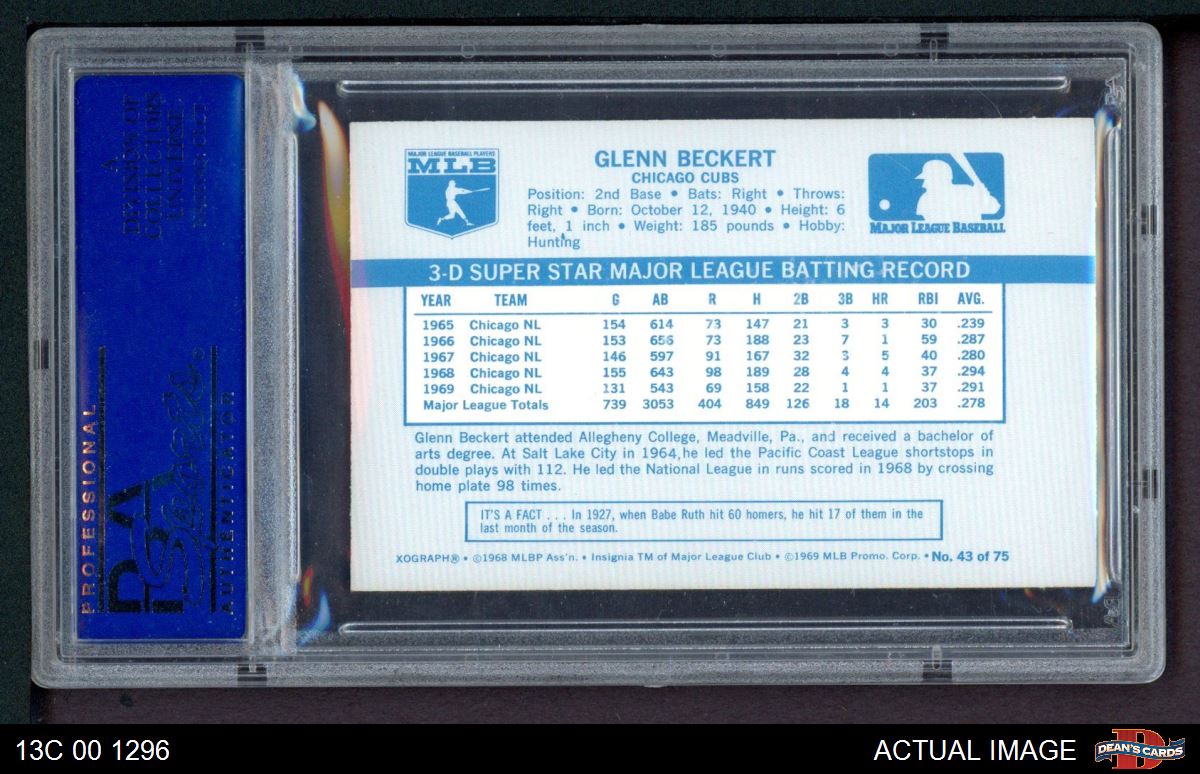 A
DIVISION OF
COLLECTORS
UNIVERSE
PROFESSIONAL
PSA
Sports
AUTHENTICATOR
MAJOR LEAGUE BASEBALL PLAYERS
MLB
GLENN BECKERT
CHICAGO CUBS
Position: 2nd Base • Bats: Right • Throws:
Right • Born: October 12, 1940 • Height: 6
feet, 1 inch • Weight: 185 pounds • Hobby:
Hunting
MAJOR LEAGUE BASEBALL
3-D SUPER STAR MAJOR LEAGUE BATTING RECORD
YEAR TEAM G AB R H 2B 3B HR RBI AVG.
1965 Chicago NL 154 614 73 147 21 3 3 30 .239
1966 Chicago NL 153 656 73 188 23 7 1 59 .287
1967 Chicago NL 146 597 91 167 32 3 5 40 .280
1968 Chicago NL 155 643 98 189 28 4 4 37 .294
1969 Chicago NL 131 543 69 158 22 1 1 37 .291
Major League Totals 739 3053 404 849 126 18 14 203 .278
Glenn Beckert attended Allegheny College, Meadville, Pa., and received a bachelor of
arts degree. At Salt Lake City in 1964,he led the Pacific Coast League shortstops in
double plays with 112. He led the National League in runs scored in 1968 by crossing
home plate 98 times.
IT'S A FACT . . . In 1927, when Babe Ruth hit 60 homers, he hit 17 of them in the
last month of the season.
XOGRAPH® • ©1968 MLBP Ass'n. • Insignia TM of Major League Club • ©1969 MLB Promo. Corp. • No. 43 of 75
13C 00 1296
ACTUAL IMAGE
DEAN'S CARDS